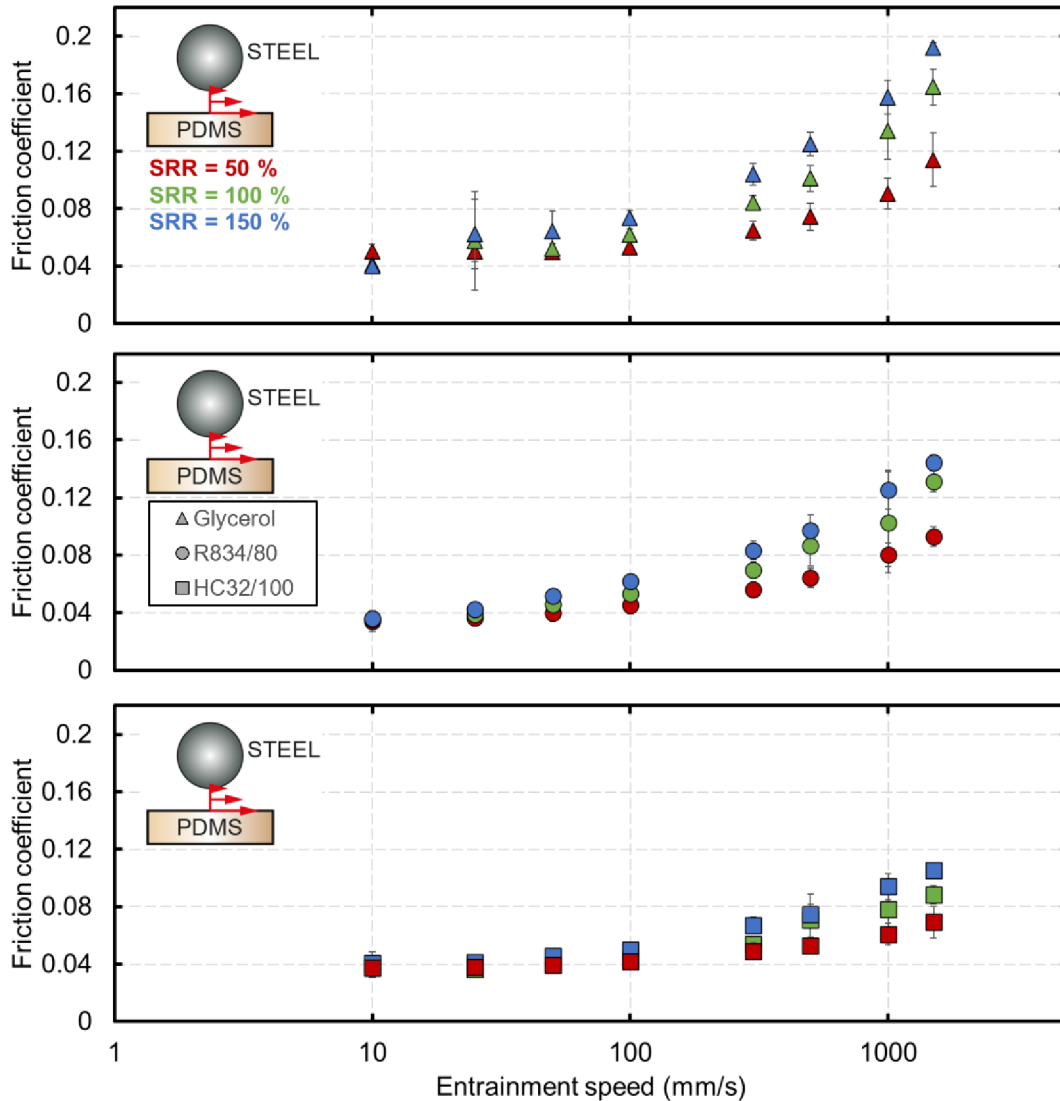 Friction coefficient
0.2
0.16
0.12
0.08
0.04
0
STEEL
PDMS
SRR = 50 %
SRR = 100 %
SRR = 150 %
Friction coefficient
0.2
0.16
0.12
0.08
0.04
0
STEEL
PDMS
Glycerol
R834/80
HC32/100
Friction coefficient
0.2
0.16
0.12
0.08
0.04
0
STEEL
PDMS
1 10 100 1000
Entrainment speed (mm/s)